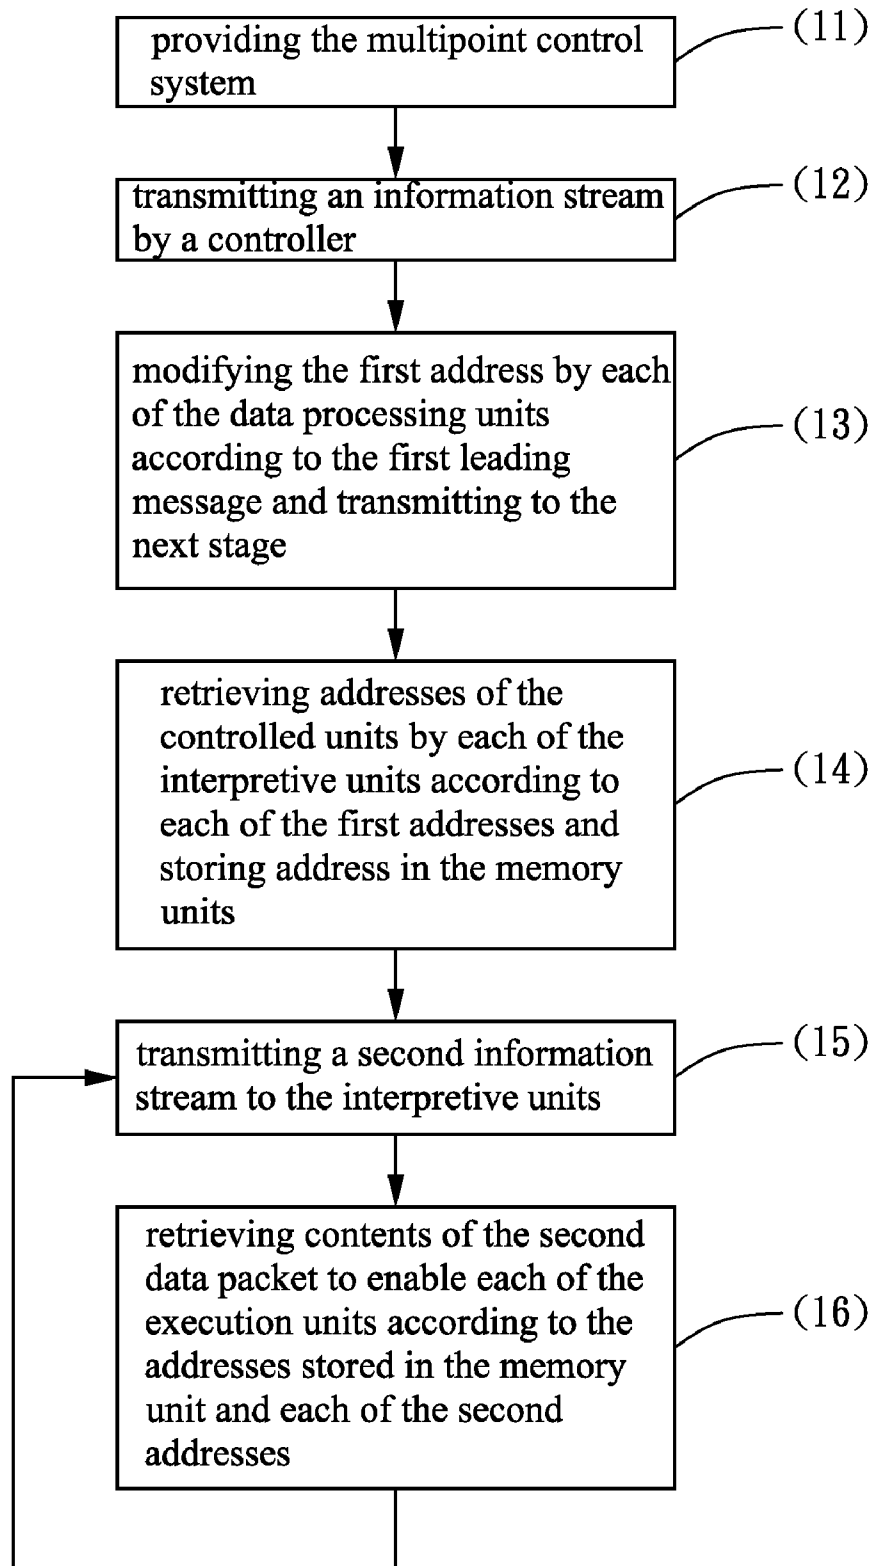 providing the multipoint control
system
(11)
transmitting an information stream
by a controller
(12)
modifying the first address by each
of the data processing units
according to the first leading
message and transmitting to the
next stage
(13)
retrieving addresses of the
controlled units by each of the
interpretive units according to
each of the first addresses and
storing address in the memory
units
(14)
transmitting a second information
stream to the interpretive units
(15)
retrieving contents of the second
data packet to enable each of the
execution units according to the
addresses stored in the memory
unit and each of the second
addresses
(16)